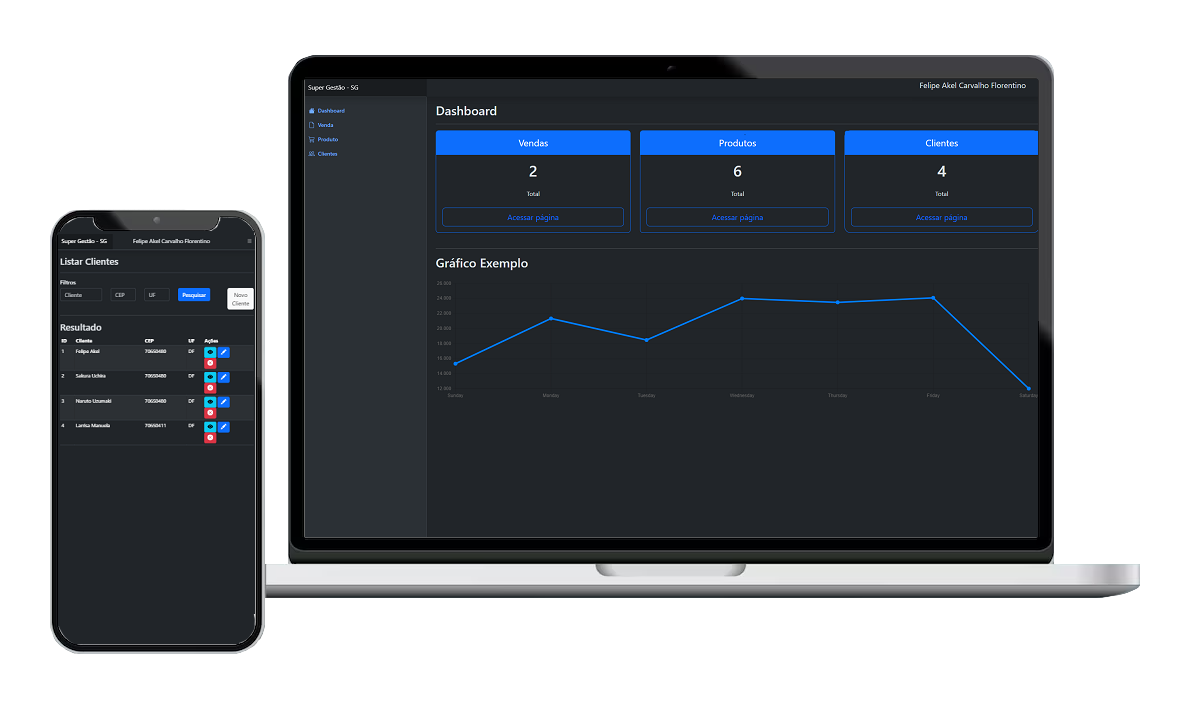 Super Gestão - SG
Felipe Akel Carvalho Florentino
Dashboard
Venda
Produto
Clientes
Dashboard
Vendas
2
Total
Acessar página
Produtos
6
Total
Acessar página
Clientes
4
Total
Acessar página
Gráfico Exemplo
26.000
24.000
22.000
20.000
18.000
16.000
14.000
12.000
Sunday Monday Tuesday Wednesday Thursday Friday Saturday
Super Gestão - SG Felipe Akel Carvalho Florentino
Listar Clientes
Filtros
Cliente CEP UF Pesquisar Novo Cliente
Resultado
ID Cliente CEP UF Ações
1 Felipe Akel 70650480 DF
2 Sakura Uchira 70650480 DF
3 Naruto Uzumaki 70650480 DF
4 Larrisa Manuela 70650411 DF